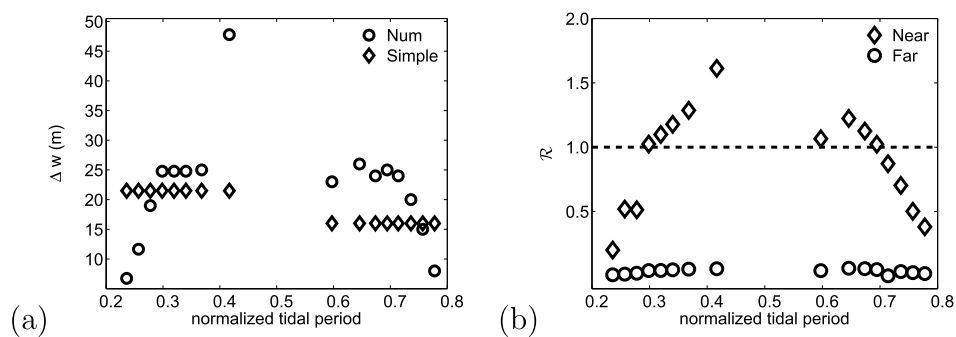 50
45
40
35
30
25
20
15
10
Δ w (m)
0.2 0.3 0.4 0.5 0.6 0.7 0.8
normalized tidal period
Num
Simple
(a)
2.0
1.5
1.0
0.5
ℛ
0.2 0.3 0.4 0.5 0.6 0.7 0.8
normalized tidal period
Near
Far
(b)